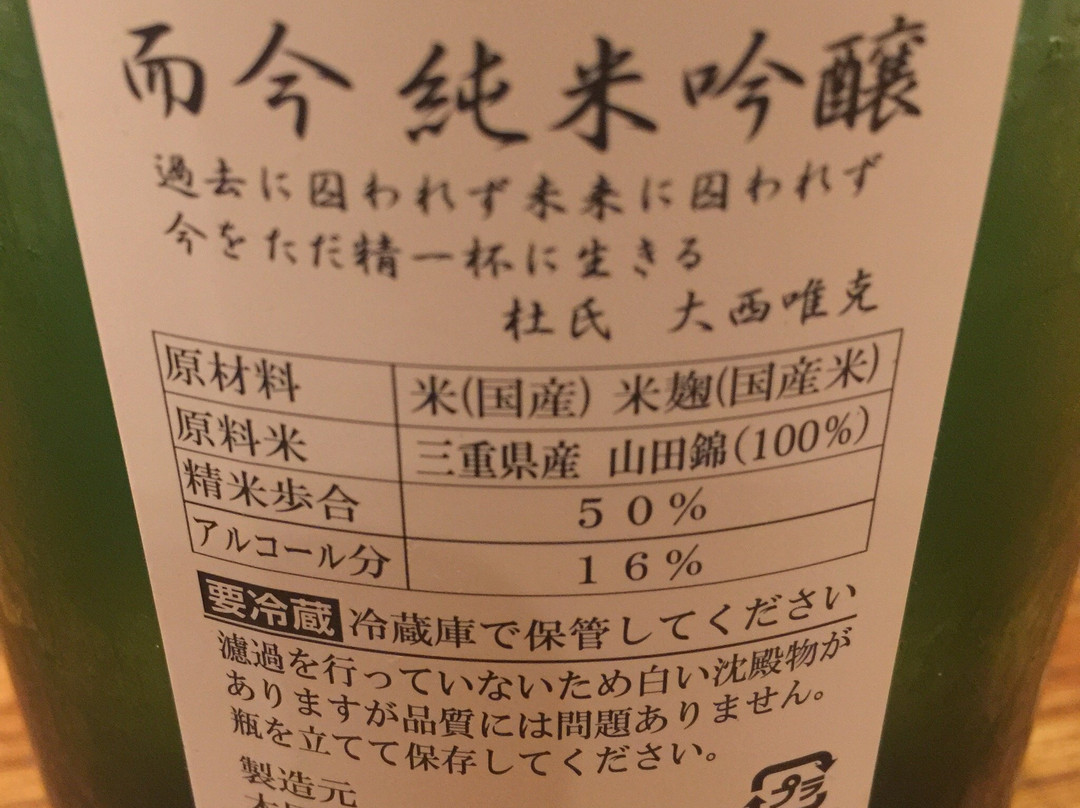 而今 純米吟醸
過去に囚われず未来に囚われず
今をただ精一杯に生きる
杜氏 大西唯克
原材料 米(国産) 米麹(国産米)
原料米 三重県産 山田錦(100%)
精米歩合 50%
アルコール分 16%
要冷蔵 冷蔵庫で保管してください
濾過を行っていないため白い沈殿物が
ありますが品質には問題ありません。
瓶を立てて保存してください。
製造元
プラ